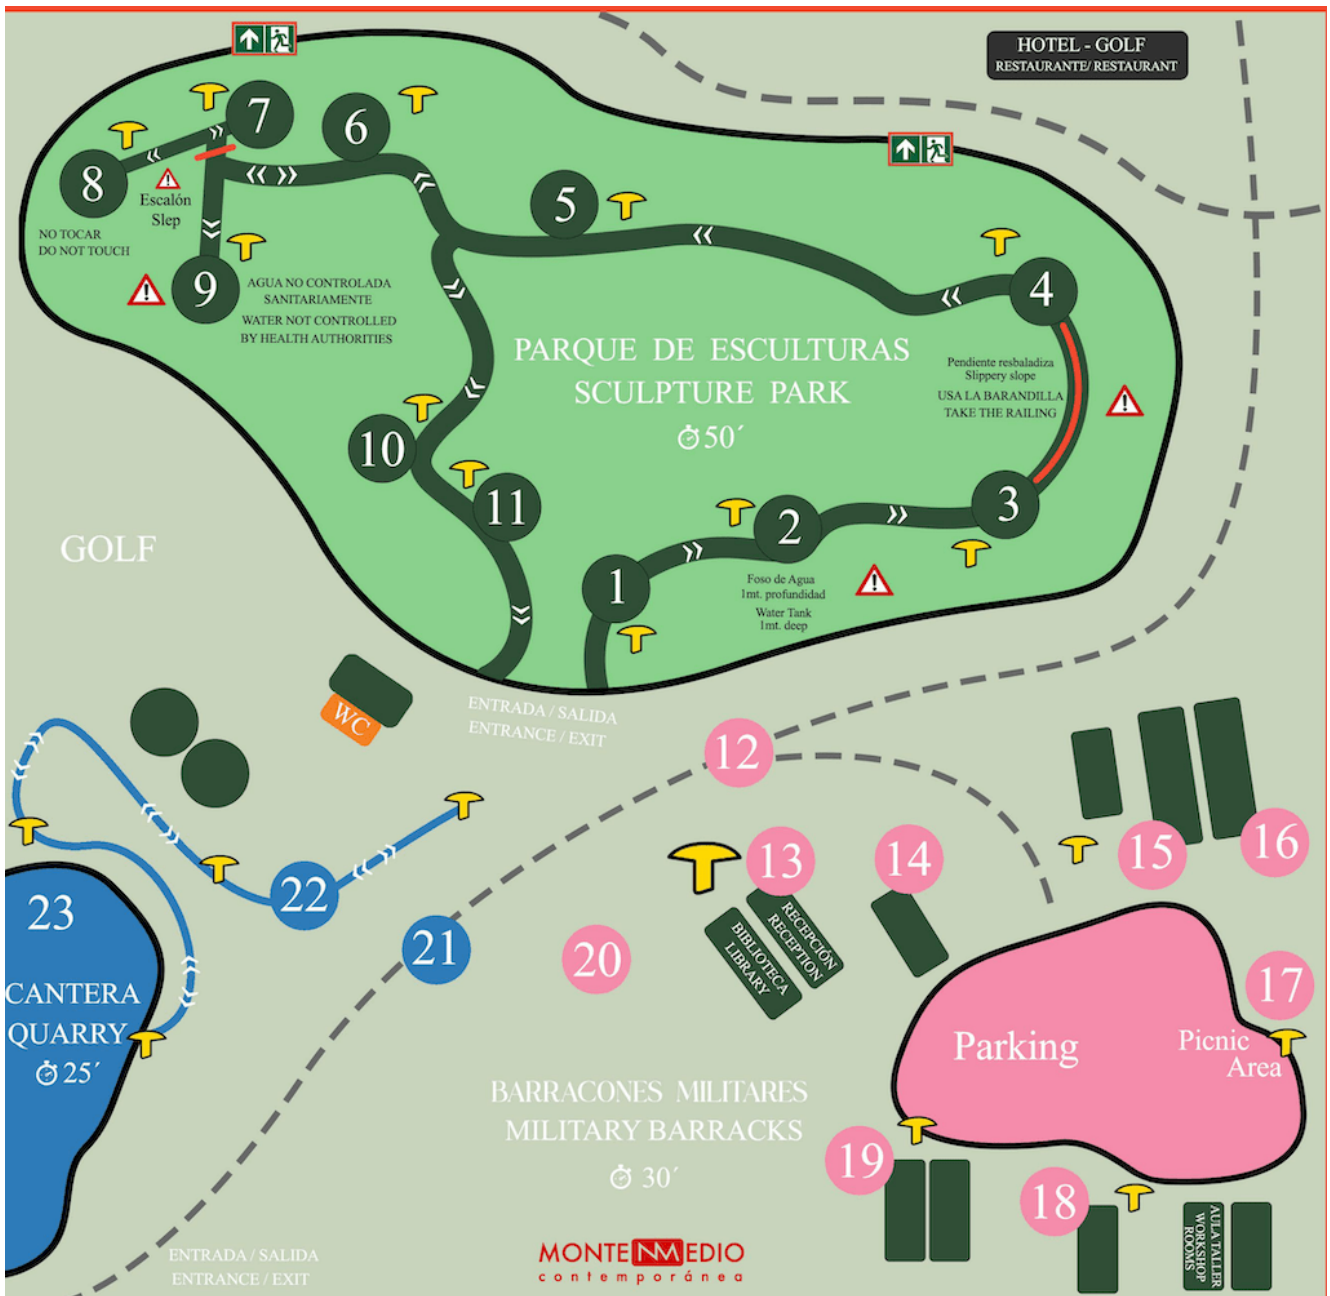 HOTEL - GOLF
RESTAURANTE/ RESTAURANT
7
6
8
5
Escalón
Slep
NO TOCAR
DO NOT TOUCH
9
AGUA NO CONTROLADA
SANITARIAMENTE
WATER NOT CONTROLLED
BY HEALTH AUTHORITIES
4
PARQUE DE ESCULTURAS
SCULPTURE PARK
50´
Pendiente resbaladiza
Slippery slope
USA LA BARANDILLA
TAKE THE RAILING
10
11
2
3
GOLF
1
Foso de Agua
1mt. profundidad
Water Tank
1mt. deep
WC
ENTRADA / SALIDA
ENTRANCE / EXIT
12
13
14
15
16
22
23
21
20
RECEPCIÓN
RECEPTION
BIBLIOTECA
LIBRARY
17
CANTERA
QUARRY
25´
Parking
Picnic
Area
BARRACONES MILITARES
MILITARY BARRACKS
30´
19
18
AULA TALLER
WORKSHOP
ROOMS
ENTRADA / SALIDA
ENTRANCE / EXIT
MONTENMEDIO
contemporánea